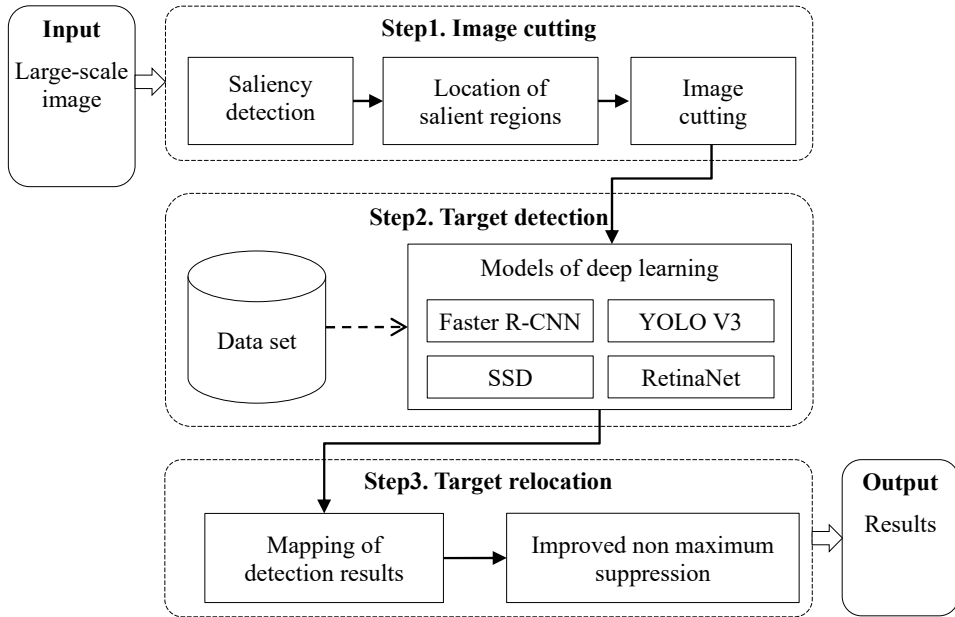 Input
Large-scale
image
Step1. Image cutting
Saliency
detection
Location of
salient regions
Image
cutting
Step2. Target detection
Data set
Models of deep learning
Faster R-CNN
YOLO V3
SSD
RetinaNet
Step3. Target relocation
Mapping of
detection results
Improved non maximum
suppression
Output
Results